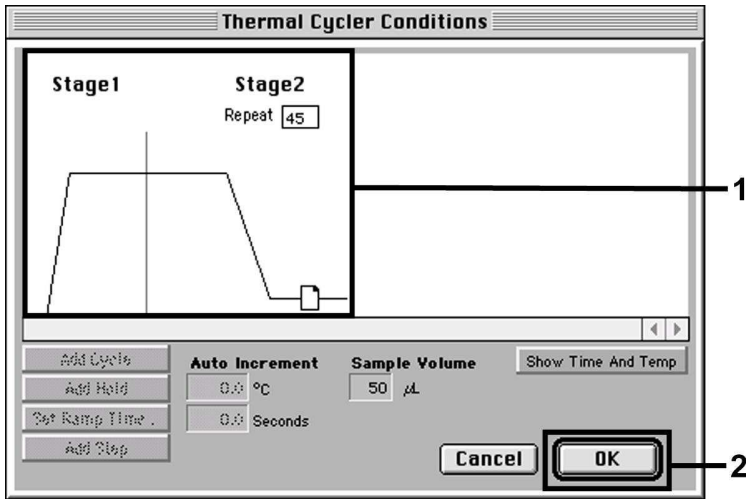 Thermal Cycler Conditions
Stage1
Stage2
Repeat 45
1
Add Cycle
Add Hold
Set Ramp Time .
Add Step
Auto Increment
0.0 °C
0.0 Seconds
Sample Volume
50 µL
Show Time And Temp
Cancel
OK
2